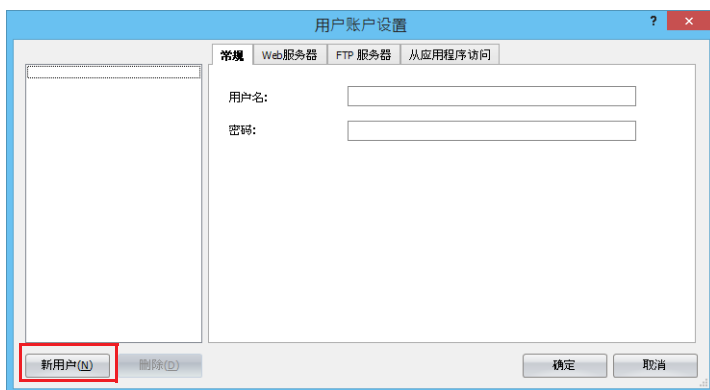 用户账户设置
?
×
常规 Web服务器 FTP 服务器 从应用程序访问
用户名:
密码:
新用户(N) 删除(D) 确定 取消